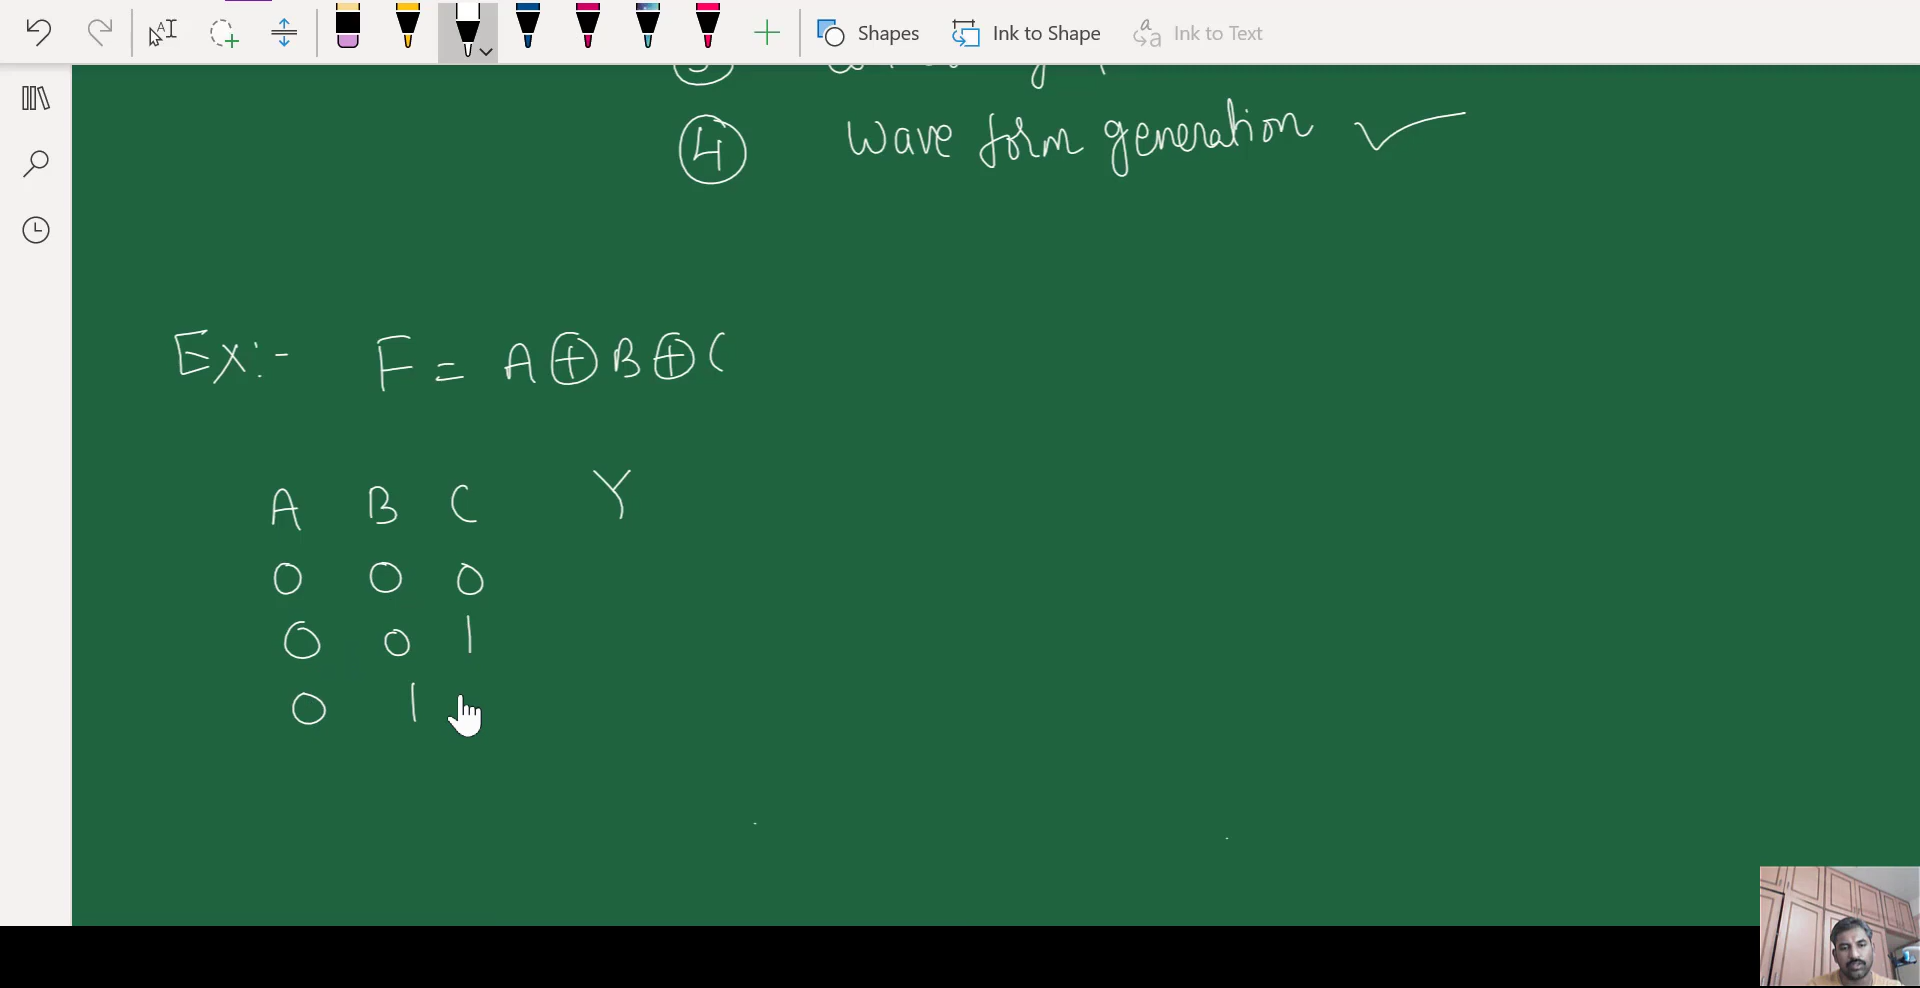 Shapes Ink to Shape Ink to Text
4 Wave form generation ✓
Ex:- F = A⊕B⊕C
A B C Y
0 0 0
0 0 1
0 1